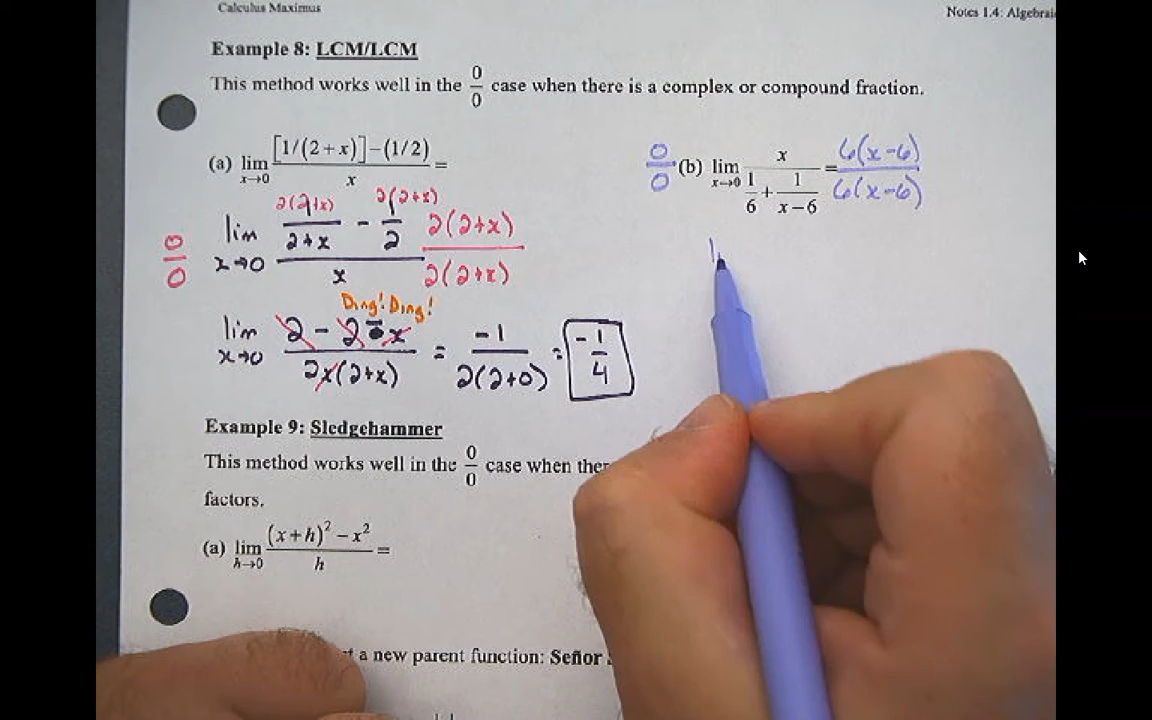 Calculus Maximus
Notes 1.4: Algebrai
Example 8: LCM/LCM
This method works well in the 0/0 case when there is a complex or compound fraction.
(a) lim x→0 [1/(2+x)]−(1/2) / x =
0/0 lim x→0 2(2+x) / 2+x − 2(2+x) 1/2 / x 2(2+x) / 2(2+x)
Ding! Ding!
lim x→0 2 − 2 − x / 2x(2+x) = −1 / 2(2+0) = −1/4
0/0 (b) lim x→0 x / 1/6 + 1/x−6 = 6(x−6) / 6(x−6)
Example 9: Sledgehammer
This method works well in the 0/0 case when ther
factors.
(a) lim h→0 (x+h)² − x² / h =
a new parent function: Señor